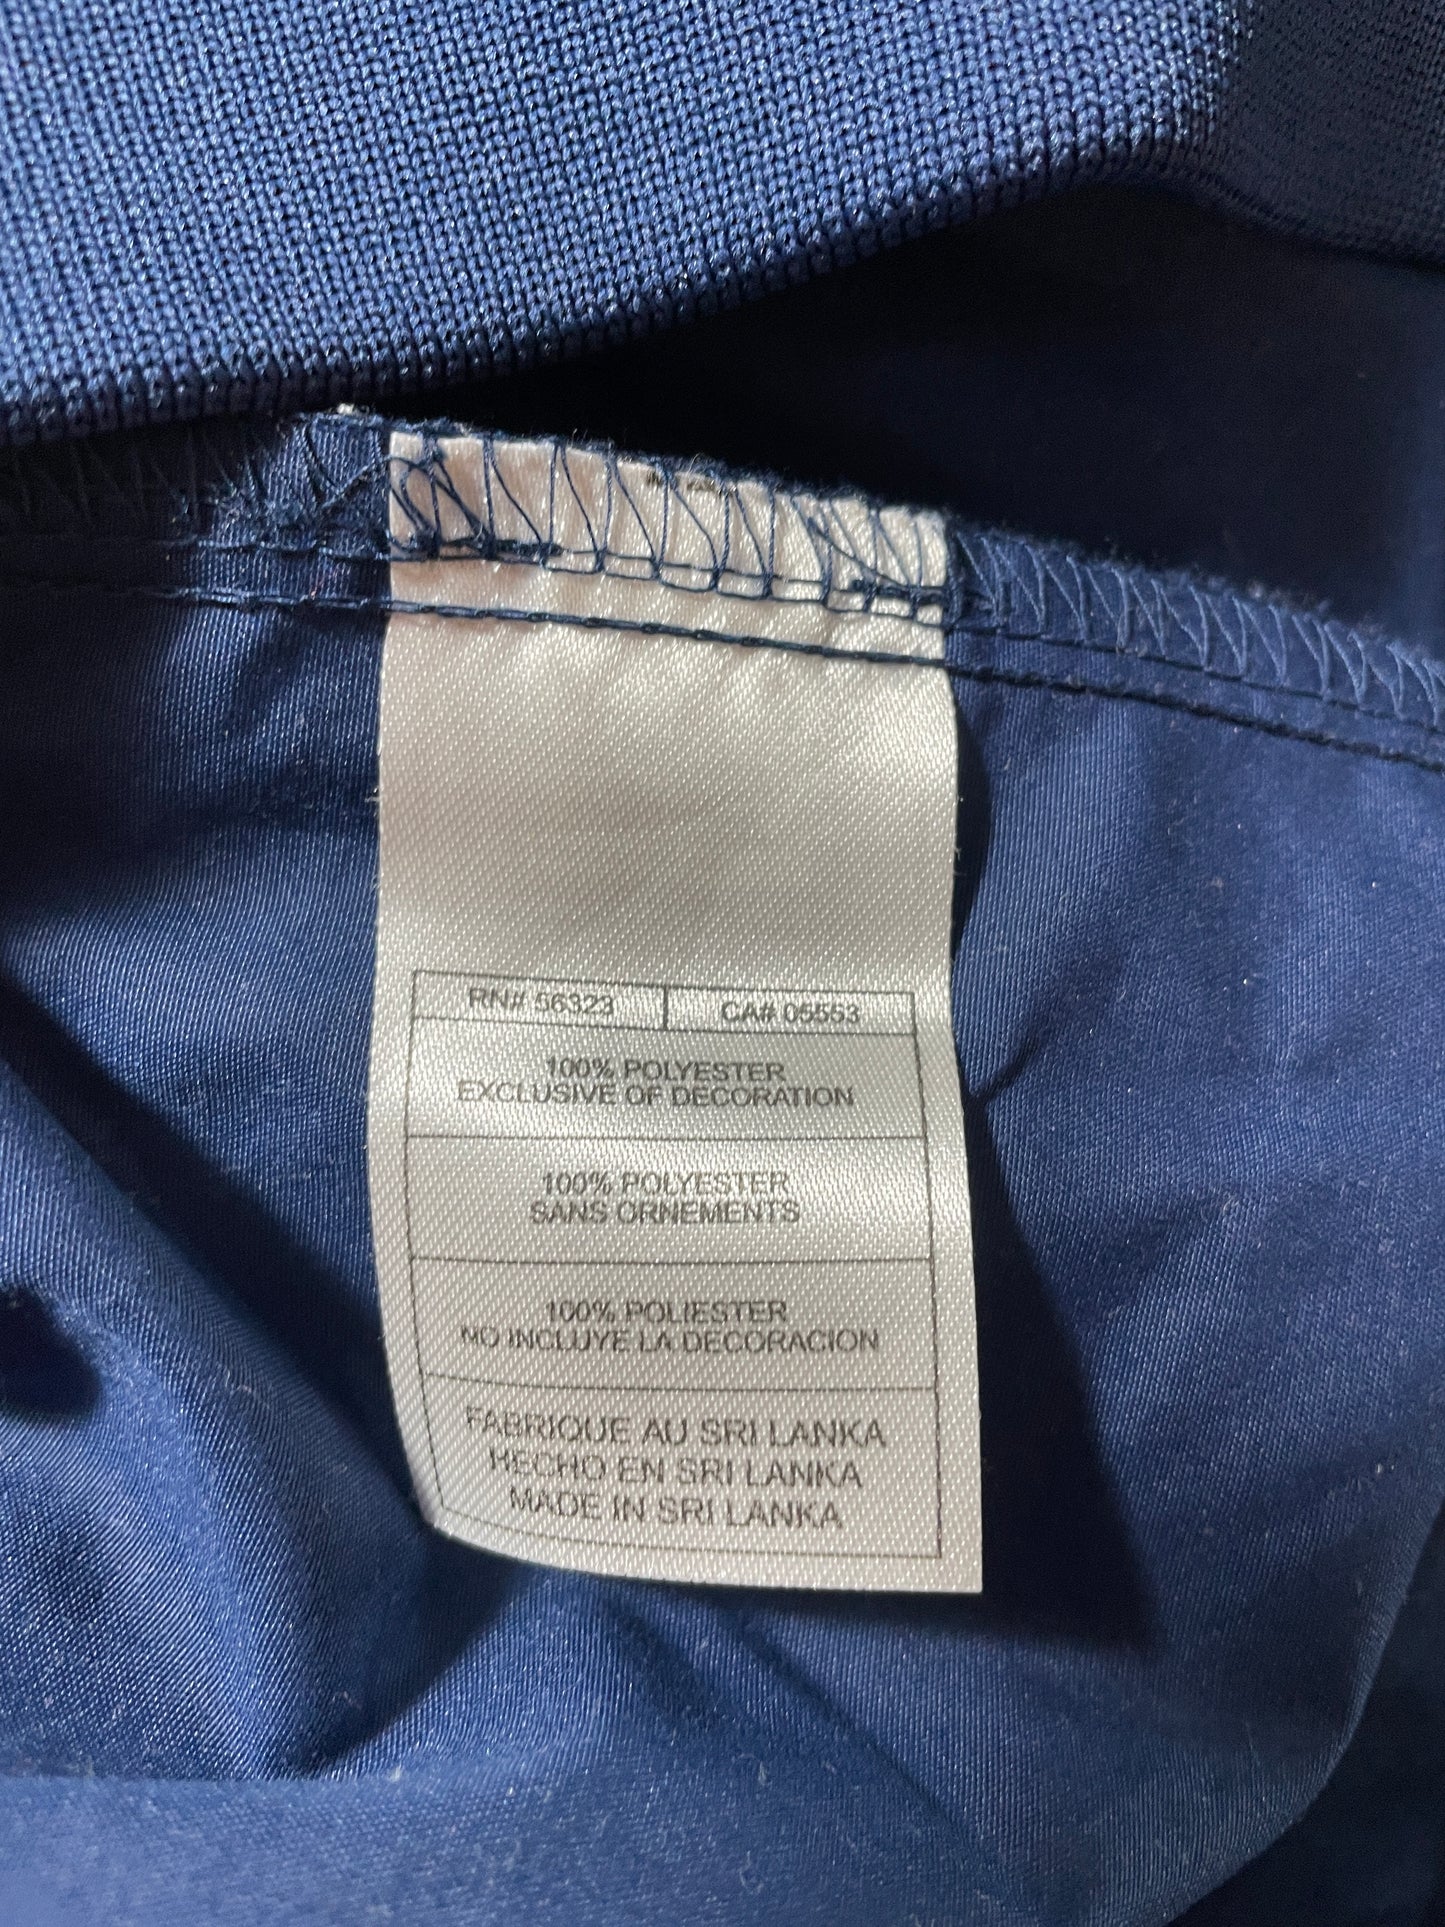 RN# 56323 CA# 05553
100% POLYESTER
EXCLUSIVE OF DECORATION
100% POLYESTER
SANS ORNEMENTS
100% POLIESTER
NO INCLUYE LA DECORACION
FABRIQUE AU SRI LANKA
HECHO EN SRI LANKA
MADE IN SRI LANKA